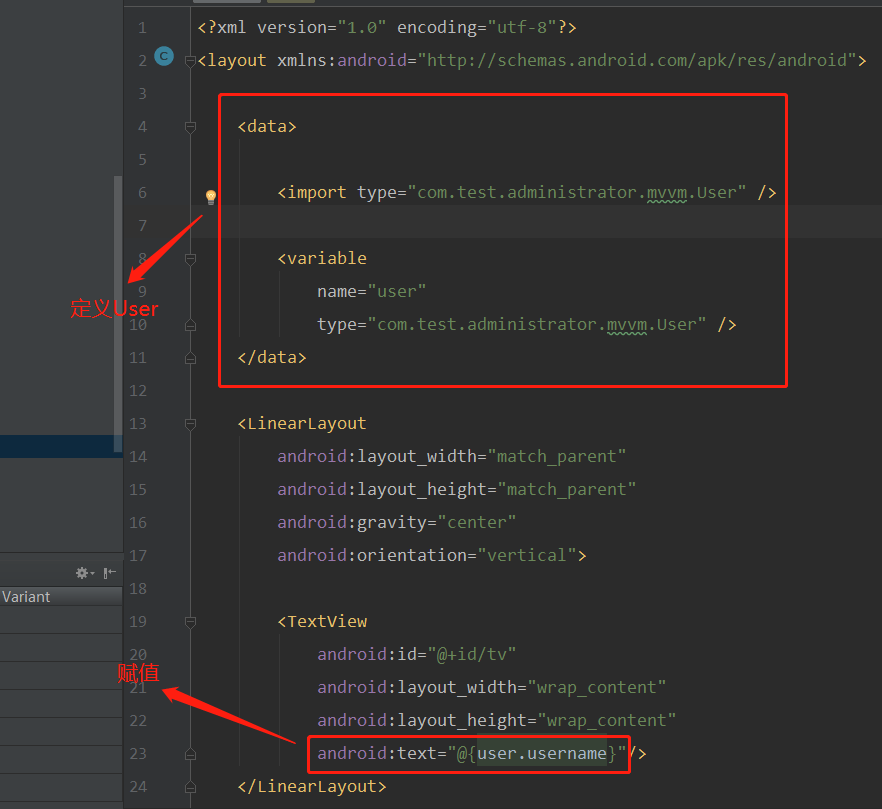 1 <?xml version="1.0" encoding="utf-8"?>
2 C <layout xmlns:android="http://schemas.android.com/apk/res/android">
3
4 <data>
5
6 <import type="com.test.administrator.mvvm.User" />
7
8 <variable
9 name="user"
定义User
10 type="com.test.administrator.mvvm.User" />
11 </data>
12
13 <LinearLayout
14 android:layout_width="match_parent"
15 android:layout_height="match_parent"
16 android:gravity="center"
17 android:orientation="vertical">
18
Variant
19 <TextView
20 android:id="@+id/tv"
赋值
21 android:layout_width="wrap_content"
22 android:layout_height="wrap_content"
23 android:text="@{user.username}"/>
24 </LinearLayout>